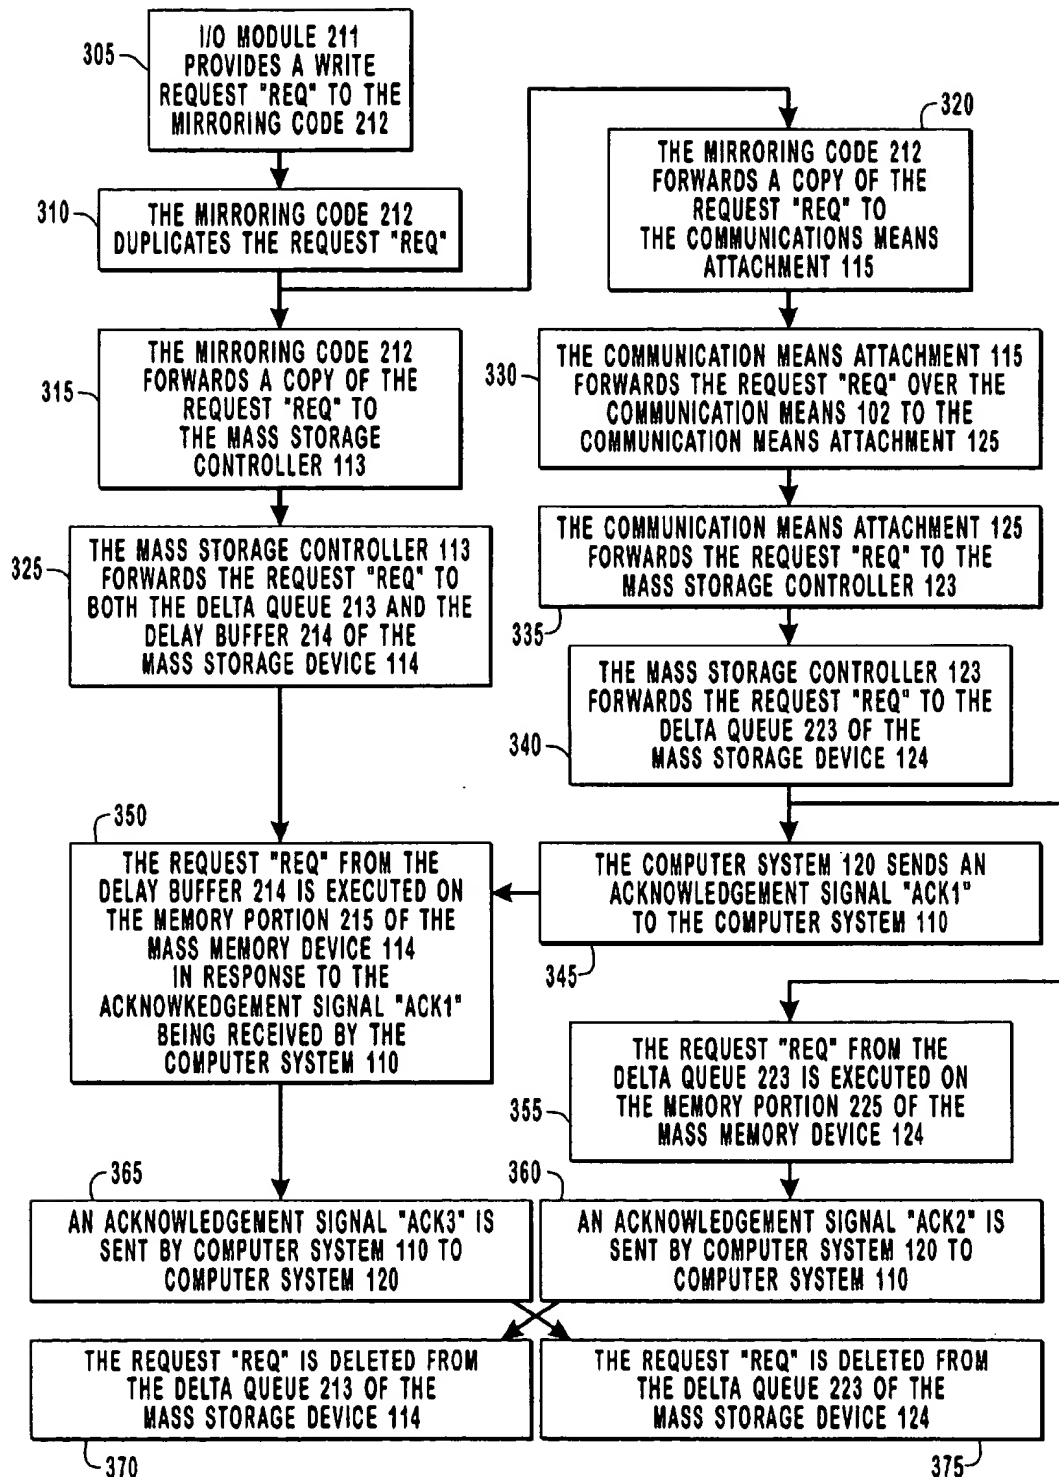 305
I/O MODULE 211
PROVIDES A WRITE
REQUEST "REQ" TO THE
MIRRORING CODE 212
310
THE MIRRORING CODE 212
DUPLICATES THE REQUEST "REQ"
315
THE MIRRORING CODE 212
FORWARDS A COPY OF THE
REQUEST "REQ" TO
THE MASS STORAGE
CONTROLLER 113
320
THE MIRRORING CODE 212
FORWARDS A COPY OF THE
REQUEST "REQ" TO
THE COMMUNICATIONS MEANS
ATTACHMENT 115
325
THE MASS STORAGE CONTROLLER 113
FORWARDS THE REQUEST "REQ" TO
BOTH THE DELTA QUEUE 213 AND THE
DELAY BUFFER 214 OF THE
MASS STORAGE DEVICE 114
330
THE COMMUNICATION MEANS ATTACHMENT 115
FORWARDS THE REQUEST "REQ" OVER THE
COMMUNICATION MEANS 102 TO THE
COMMUNICATION MEANS ATTACHMENT 125
THE COMMUNICATION MEANS ATTACHMENT 125
FORWARDS THE REQUEST "REQ" TO THE
MASS STORAGE CONTROLLER 123
335
THE MASS STORAGE CONTROLLER 123
FORWARDS THE REQUEST "REQ" TO THE
DELTA QUEUE 223 OF THE
MASS STORAGE DEVICE 124
340
THE COMPUTER SYSTEM 120 SENDS AN
ACKNOWLEDGEMENT SIGNAL "ACK1"
TO THE COMPUTER SYSTEM 110
345
350
THE REQUEST "REQ" FROM THE
DELAY BUFFER 214 IS EXECUTED ON
THE MEMORY PORTION 215 OF THE
MASS MEMORY DEVICE 114
IN RESPONSE TO THE
ACKNOWKEDGEMENT SIGNAL "ACK1"
BEING RECEIVED BY THE
COMPUTER SYSTEM 110
355
THE REQUEST "REQ" FROM THE
DELTA QUEUE 223 IS EXECUTED ON
THE MEMORY PORTION 225 OF THE
MASS MEMORY DEVICE 124
365
AN ACKNOWLEDGEMENT SIGNAL "ACK3" IS
SENT BY COMPUTER SYSTEM 110 TO
COMPUTER SYSTEM 120
360
AN ACKNOWLEDGEMENT SIGNAL "ACK2" IS
SENT BY COMPUTER SYSTEM 120 TO
COMPUTER SYSTEM 110
THE REQUEST "REQ" IS DELETED FROM
THE DELTA QUEUE 213 OF THE
MASS STORAGE DEVICE 114
370
THE REQUEST "REQ" IS DELETED FROM
THE DELTA QUEUE 223 OF THE
MASS STORAGE DEVICE 124
375